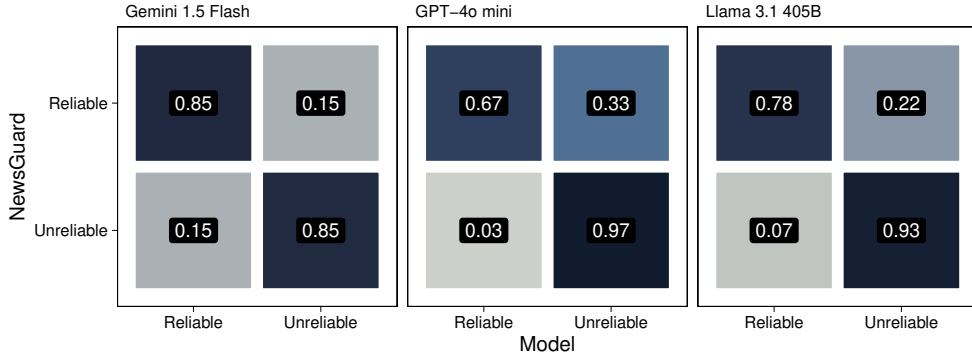 Gemini 1.5 Flash
GPT−4o mini
Llama 3.1 405B
NewsGuard
Reliable
0.85
0.15
0.67
0.33
0.78
0.22
Unreliable
0.15
0.85
0.03
0.97
0.07
0.93
Reliable
Unreliable
Reliable
Unreliable
Reliable
Unreliable
Model